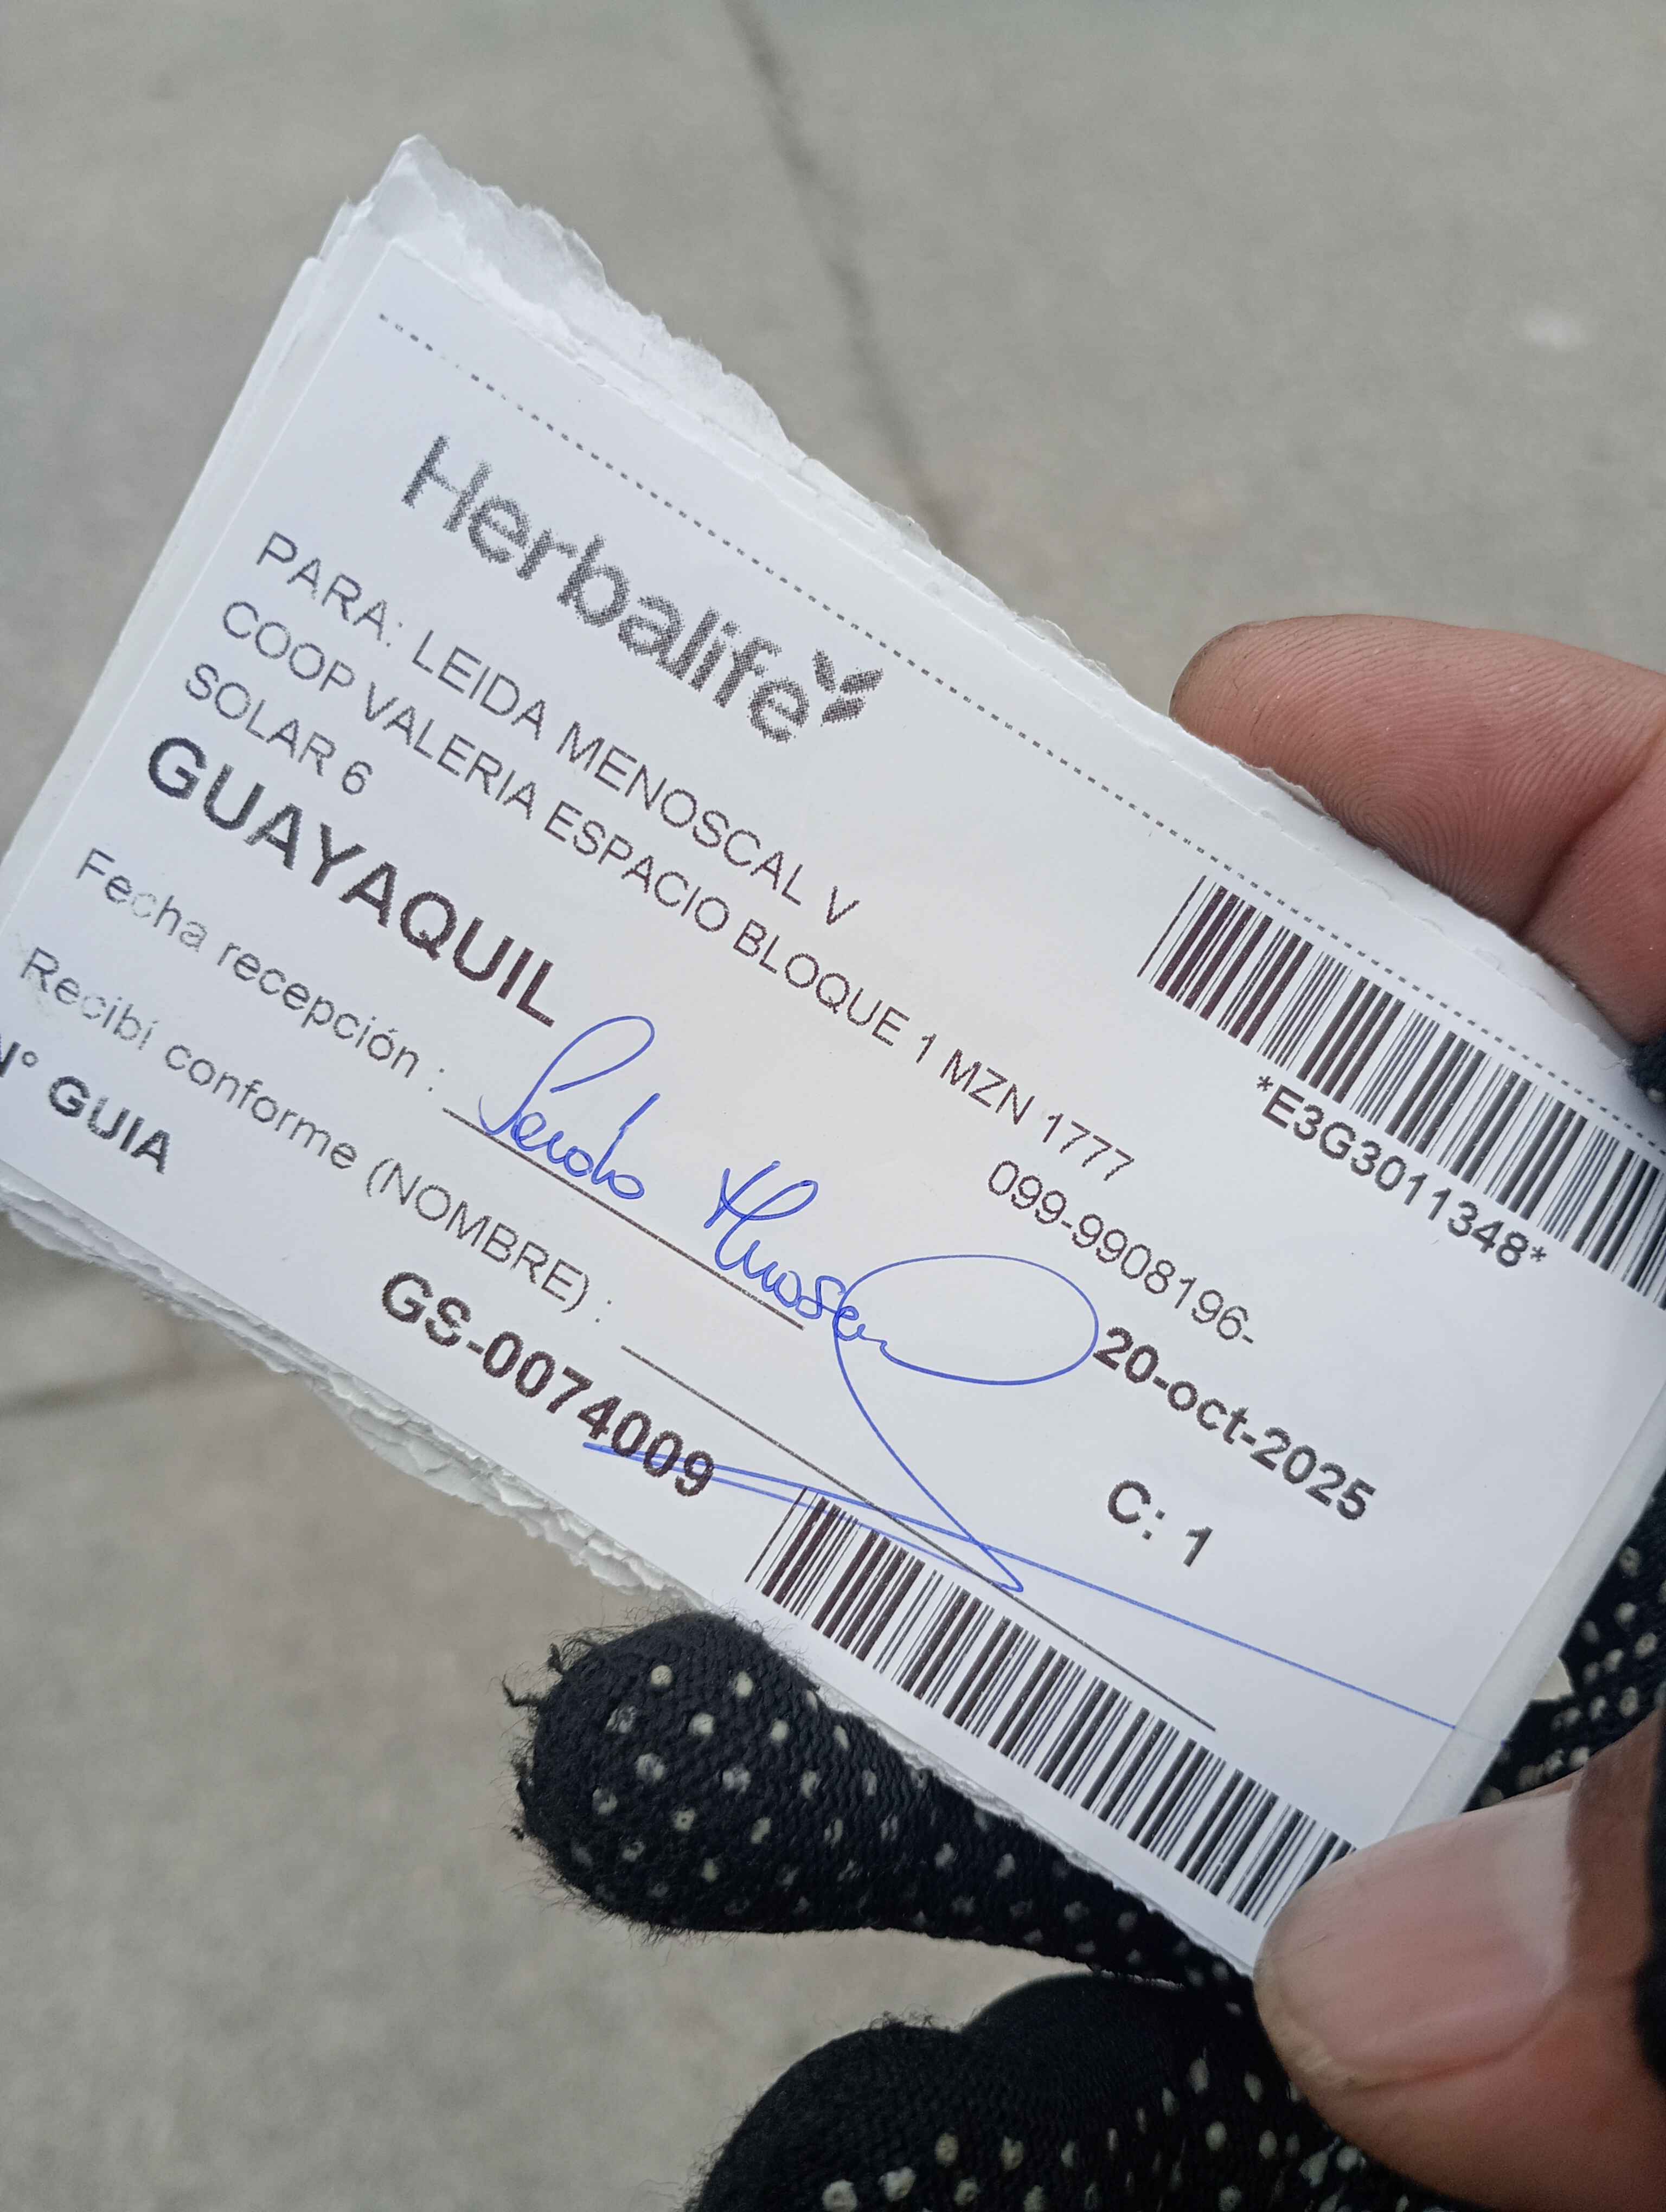 Herbalife
*E3G3011348*
PARA: LEIDA MENOSCAL V
COOP VALERIA ESPACIO BLOQUE 1 MZN 1777
SOLAR 6
099-9908196-
GUAYAQUIL
20-oct-2025
Fecha recepción :
C: 1
Recibí conforme (NOMBRE) :
N° GUIA
GS-0074009